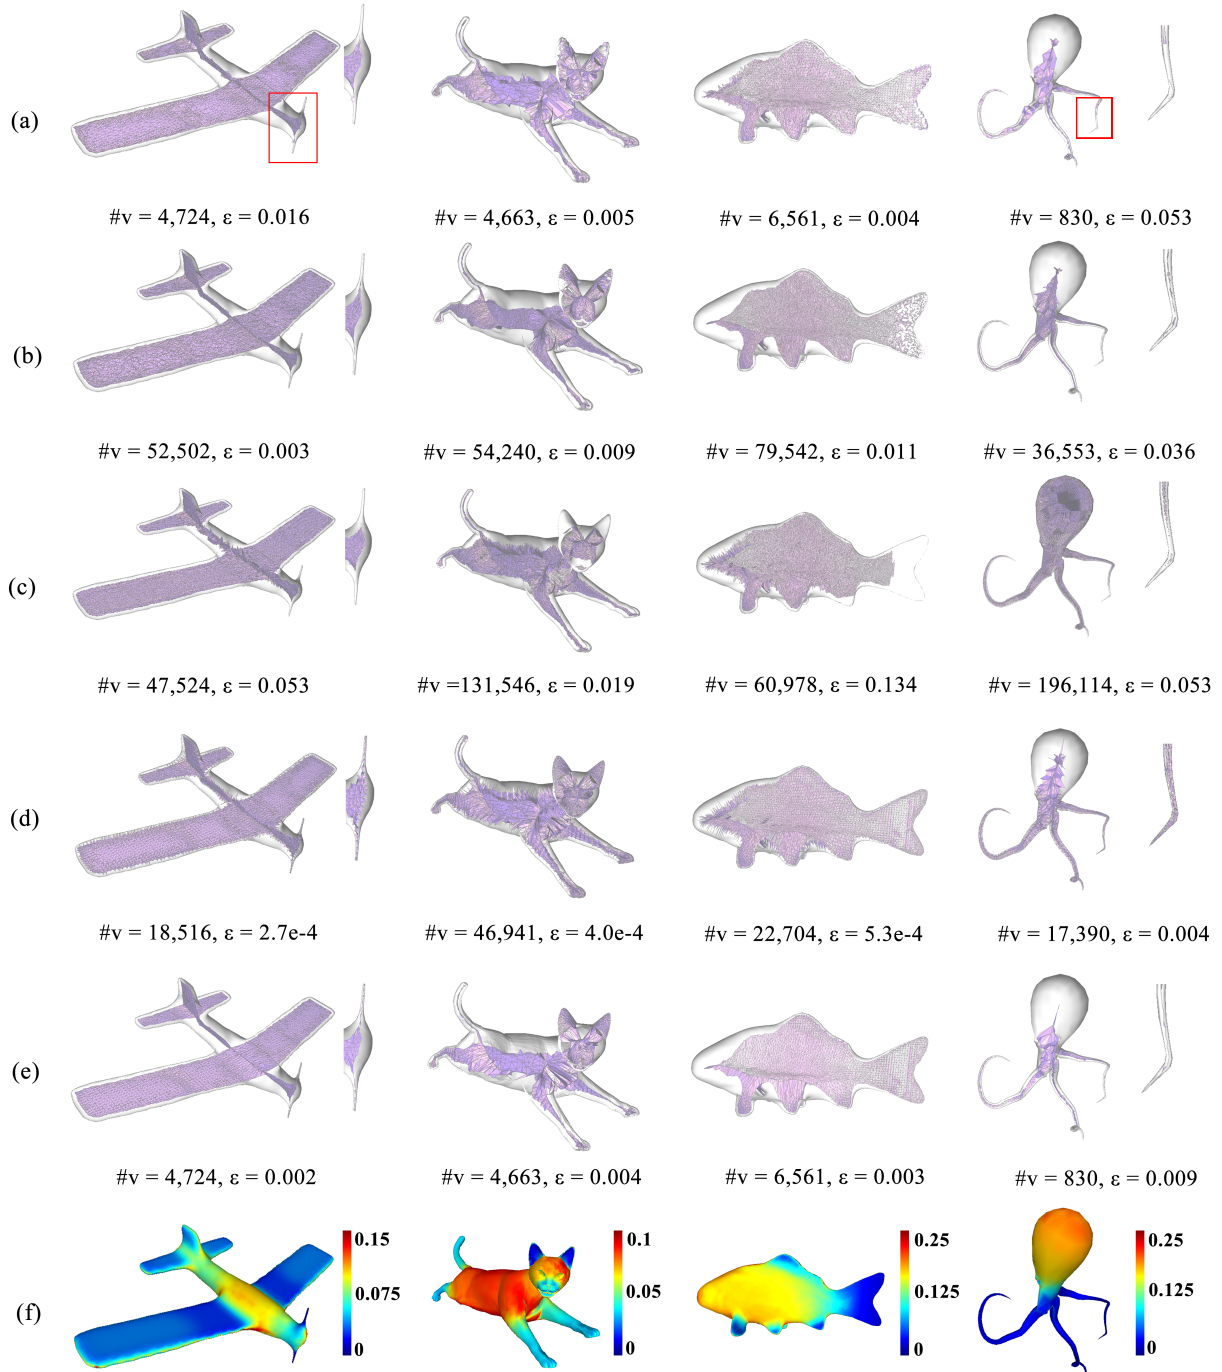 (a)
#v = 4,724, ε = 0.016
#v = 4,663, ε = 0.005
#v = 6,561, ε = 0.004
#v = 830, ε = 0.053
(b)
#v = 52,502, ε = 0.003
#v = 54,240, ε = 0.009
#v = 79,542, ε = 0.011
#v = 36,553, ε = 0.036
(c)
#v = 47,524, ε = 0.053
#v =131,546, ε = 0.019
#v = 60,978, ε = 0.134
#v = 196,114, ε = 0.053
(d)
#v = 18,516, ε = 2.7e-4
#v = 46,941, ε = 4.0e-4
#v = 22,704, ε = 5.3e-4
#v = 17,390, ε = 0.004
(e)
#v = 4,724, ε = 0.002
#v = 4,663, ε = 0.004
#v = 6,561, ε = 0.003
#v = 830, ε = 0.009
(f)
0.15
0.075
0
0.1
0.05
0
0.25
0.125
0
0.25
0.125
0